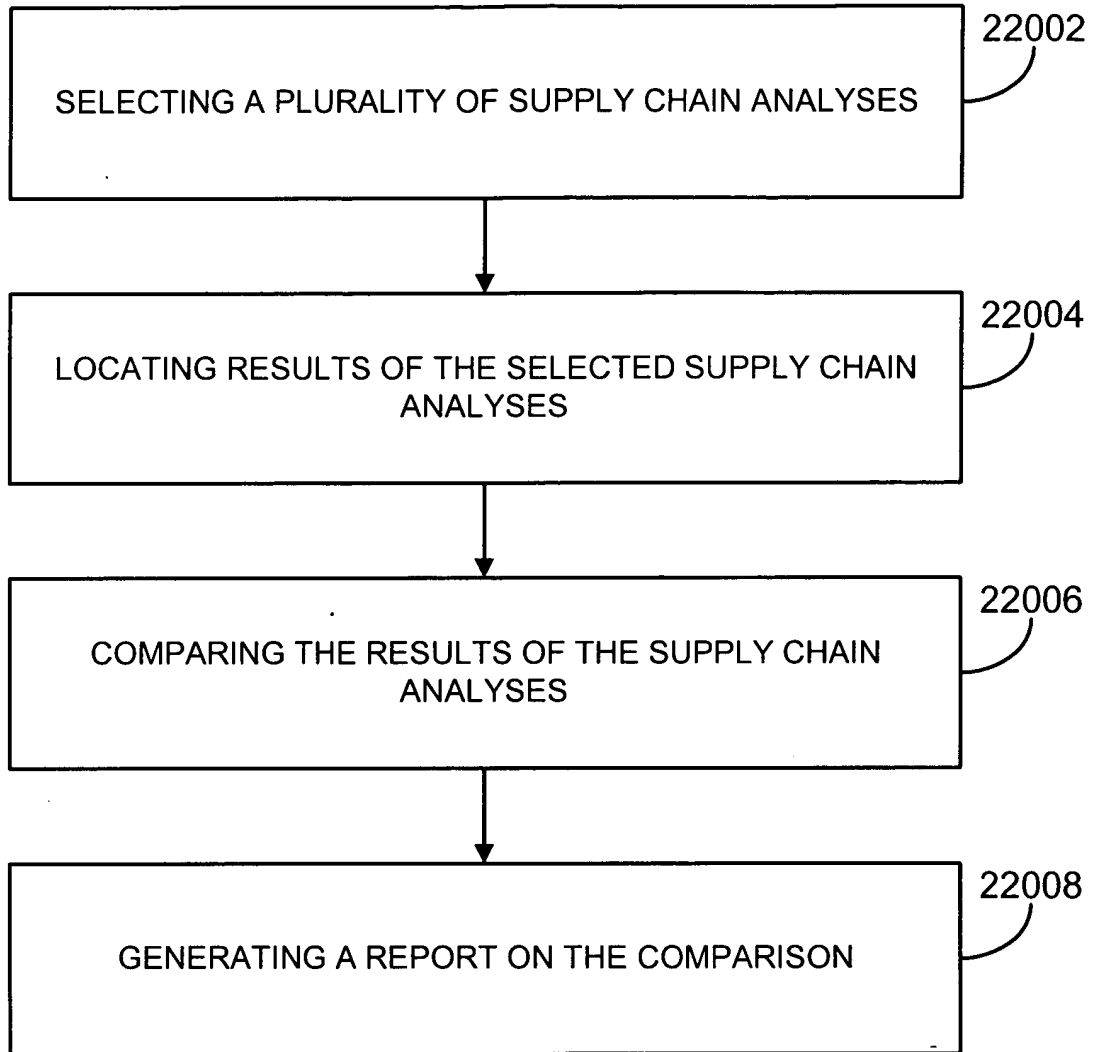 22002
SELECTING A PLURALITY OF SUPPLY CHAIN ANALYSES
22004
LOCATING RESULTS OF THE SELECTED SUPPLY CHAIN
ANALYSES
22006
COMPARING THE RESULTS OF THE SUPPLY CHAIN
ANALYSES
22008
GENERATING A REPORT ON THE COMPARISON